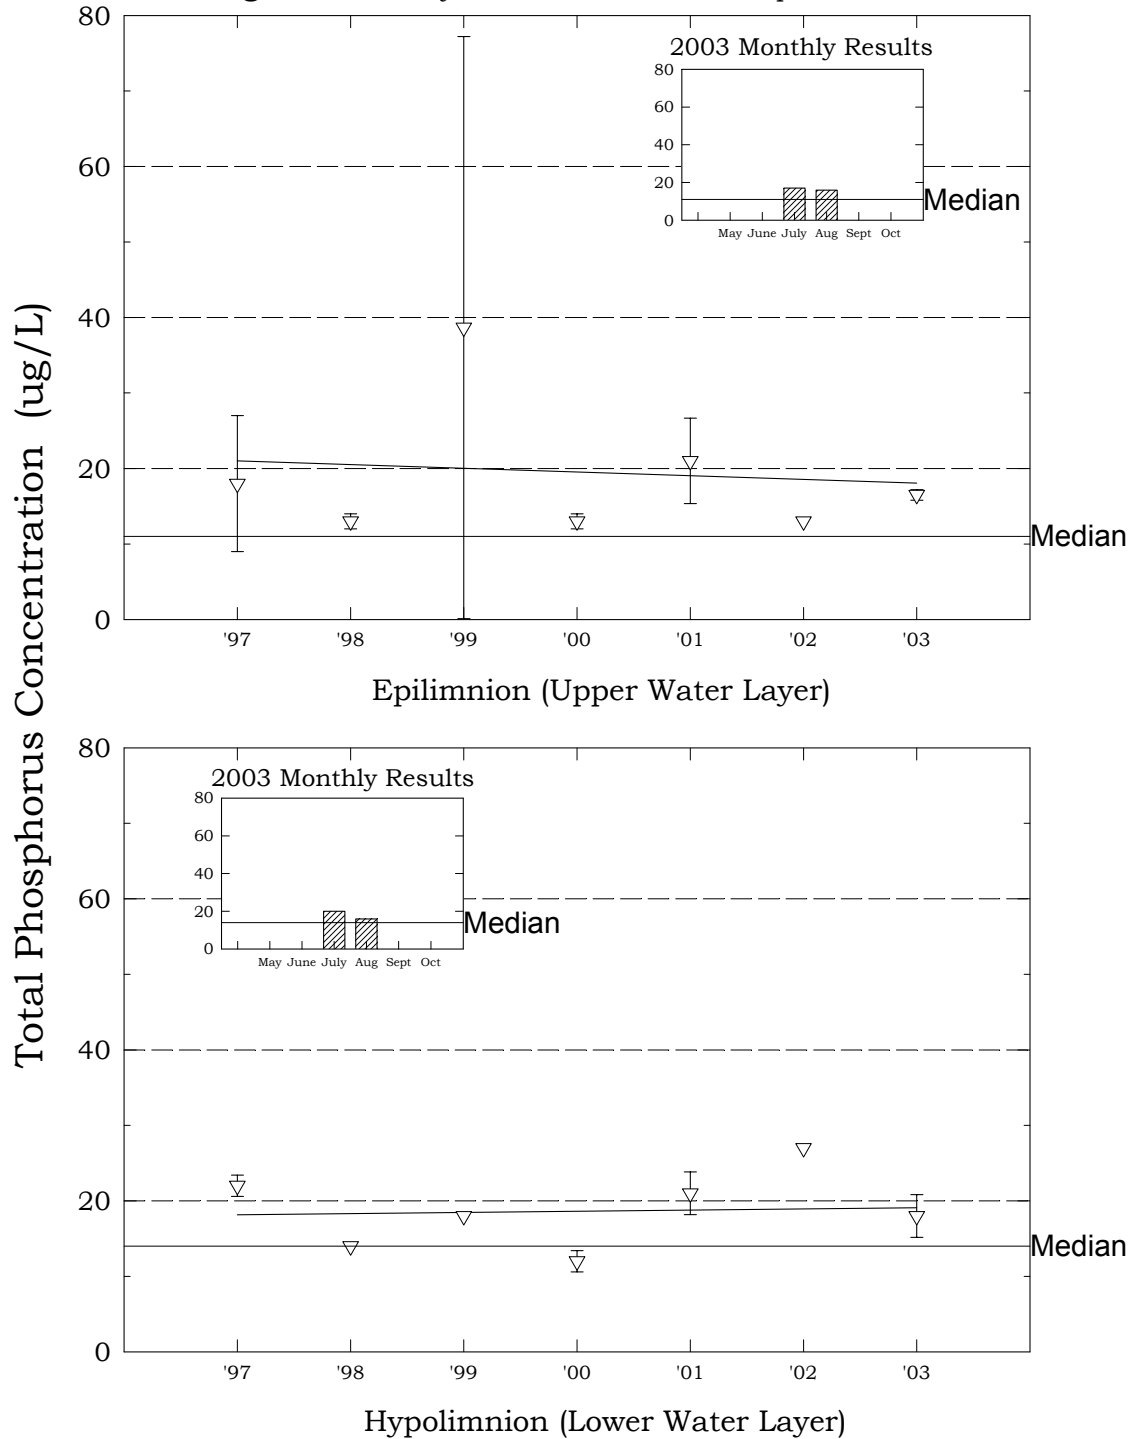 80
2003 Monthly Results
80
60
40
20
0
May June July Aug Sept Oct
Median
60
40
20
0
Median
'97 '98 '99 '00 '01 '02 '03
Epilimnion (Upper Water Layer)
Total Phosphorus Concentration (ug/L)
80
2003 Monthly Results
80
60
40
20
0
May June July Aug Sept Oct
Median
60
40
20
0
Median
'97 '98 '99 '00 '01 '02 '03
Hypolimnion (Lower Water Layer)